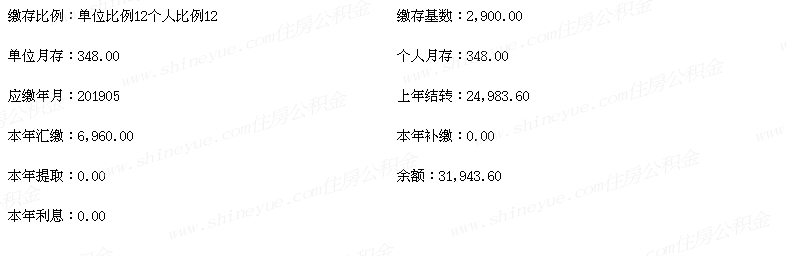 缴存比例：单位比例12个人比例12 缴存基数：2,900.00
单位月存：348.00 个人月存：348.00
应缴年月：201905 上年结转：24,983.60
本年汇缴：6,960.00 本年补缴：0.00
本年提取：0.00 余额：31,943.60
本年利息：0.00
www.shineyue.com住房公积金